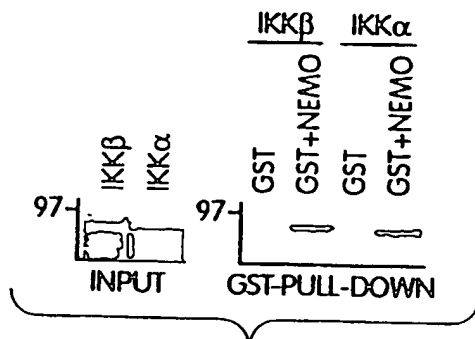 IKKβ IKKα
GST GST+NEMO GST GST+NEMO
IKKβ IKKα
97 97
INPUT GST-PULL-DOWN